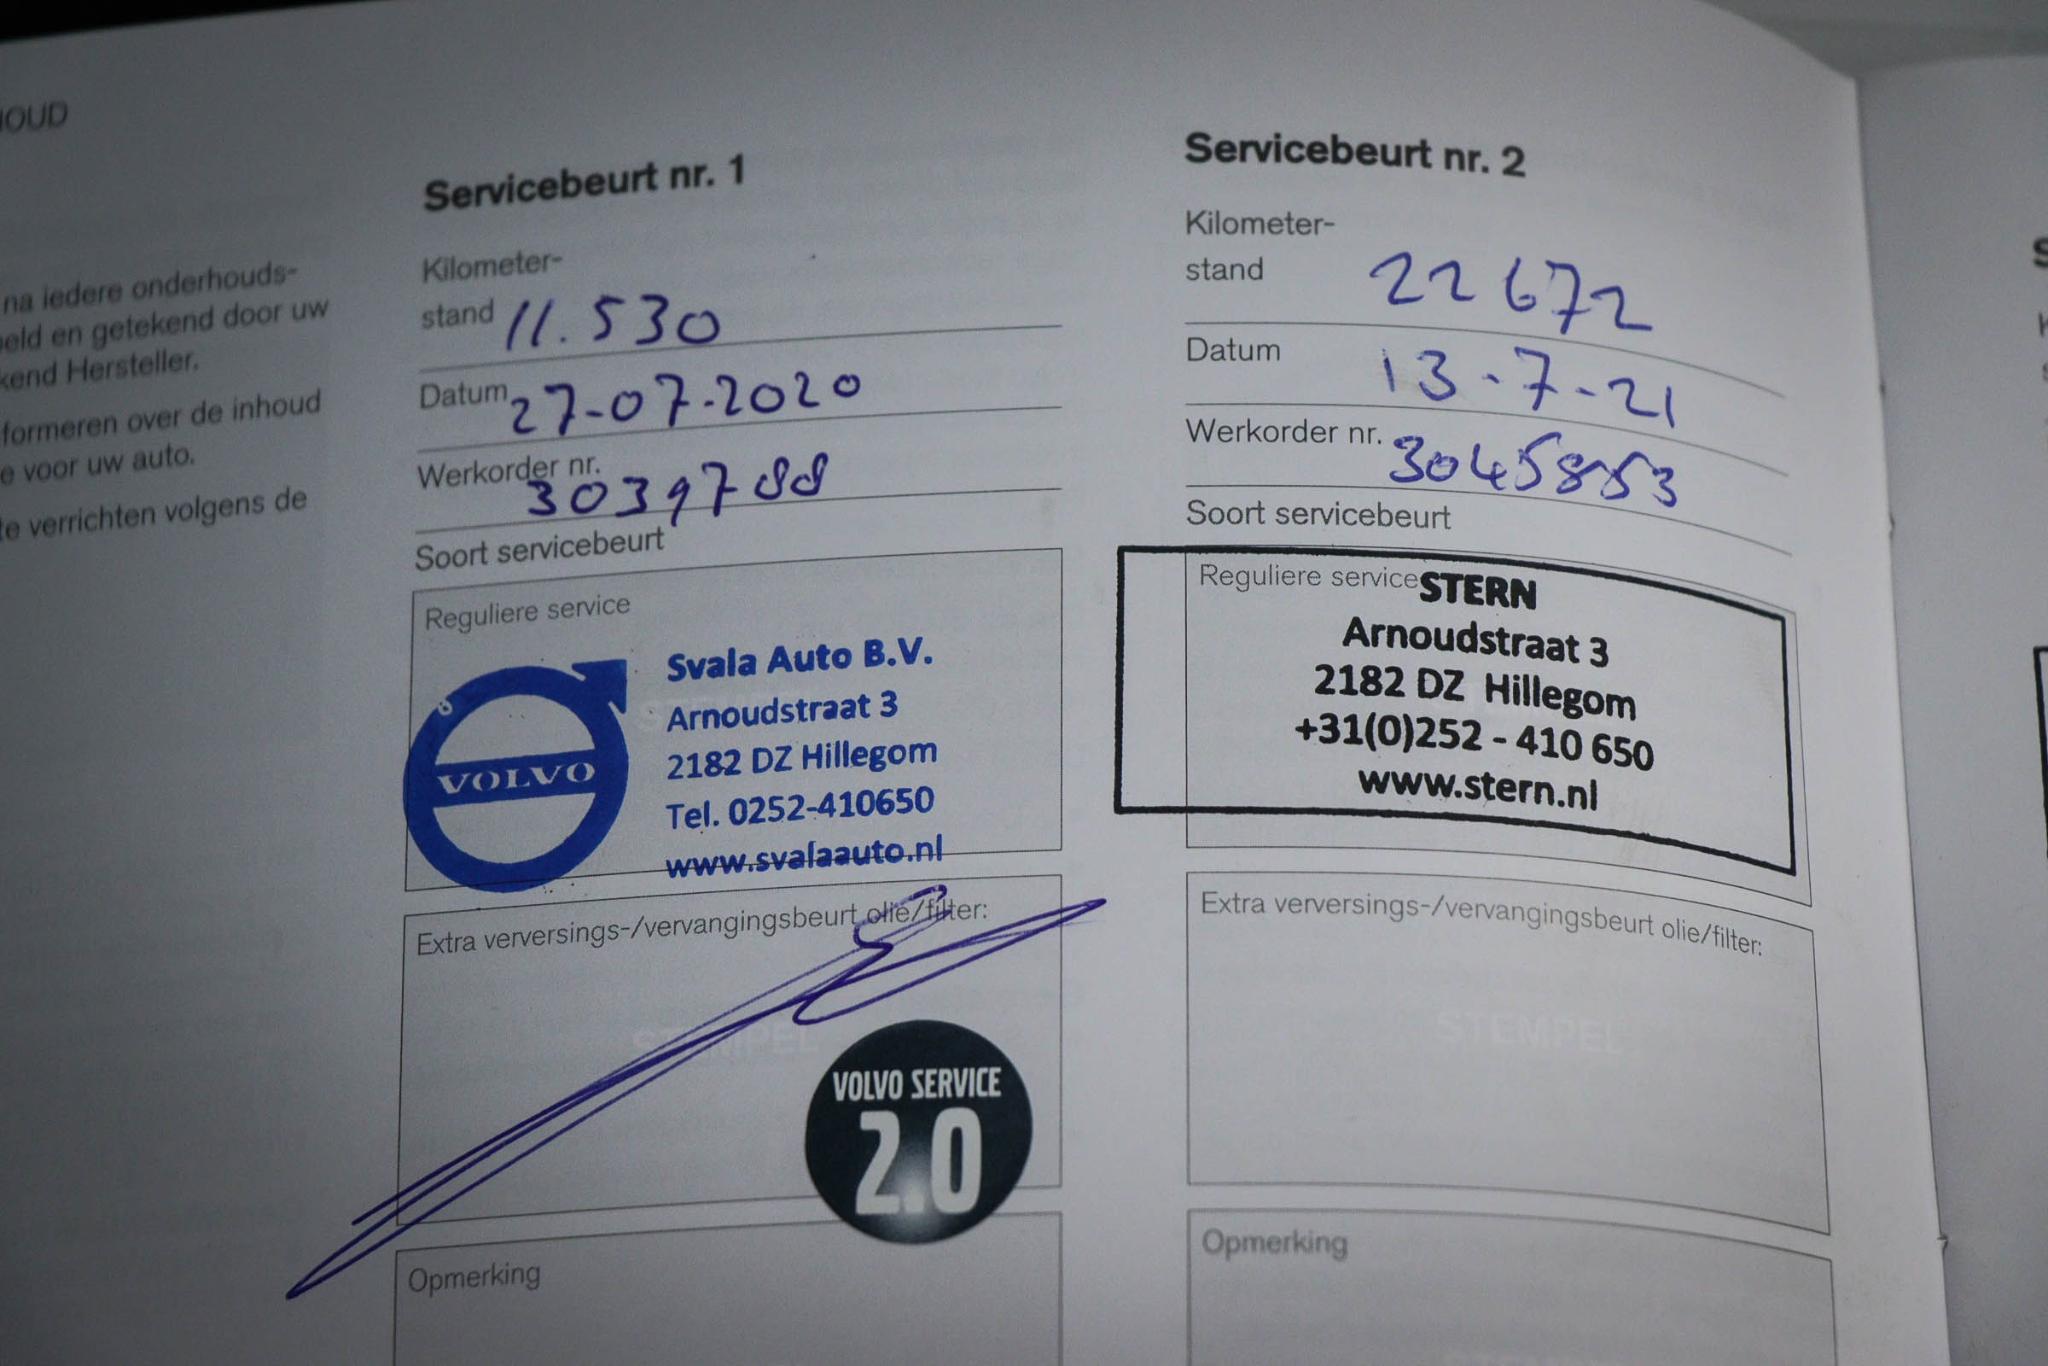 OUD
na iedere onderhouds-
eld en getekend door uw
kend Hersteller.
formeren over de inhoud
e voor uw auto.
te verrichten volgens de
Servicebeurt nr. 1
Kilometer-
stand 11.530
Datum 27-07-2020
Werkorder nr.
3039788
Soort servicebeurt
Reguliere service
VOLVO
Svala Auto B.V.
Arnoudstraat 3
2182 DZ Hillegom
Tel. 0252-410650
www.svalaauto.nl
Extra verversings-/vervangingsbeurt olie/filter:
STEMPEL
VOLVO SERVICE
2.0
Opmerking
Servicebeurt nr. 2
Kilometer-
stand 22672
Datum 13-7-21
Werkorder nr. 3045853
Soort servicebeurt
Reguliere service
STERN
Arnoudstraat 3
2182 DZ Hillegom
+31(0)252 - 410 650
www.stern.nl
Extra verversings-/vervangingsbeurt olie/filter:
STEMPEL
Opmerking